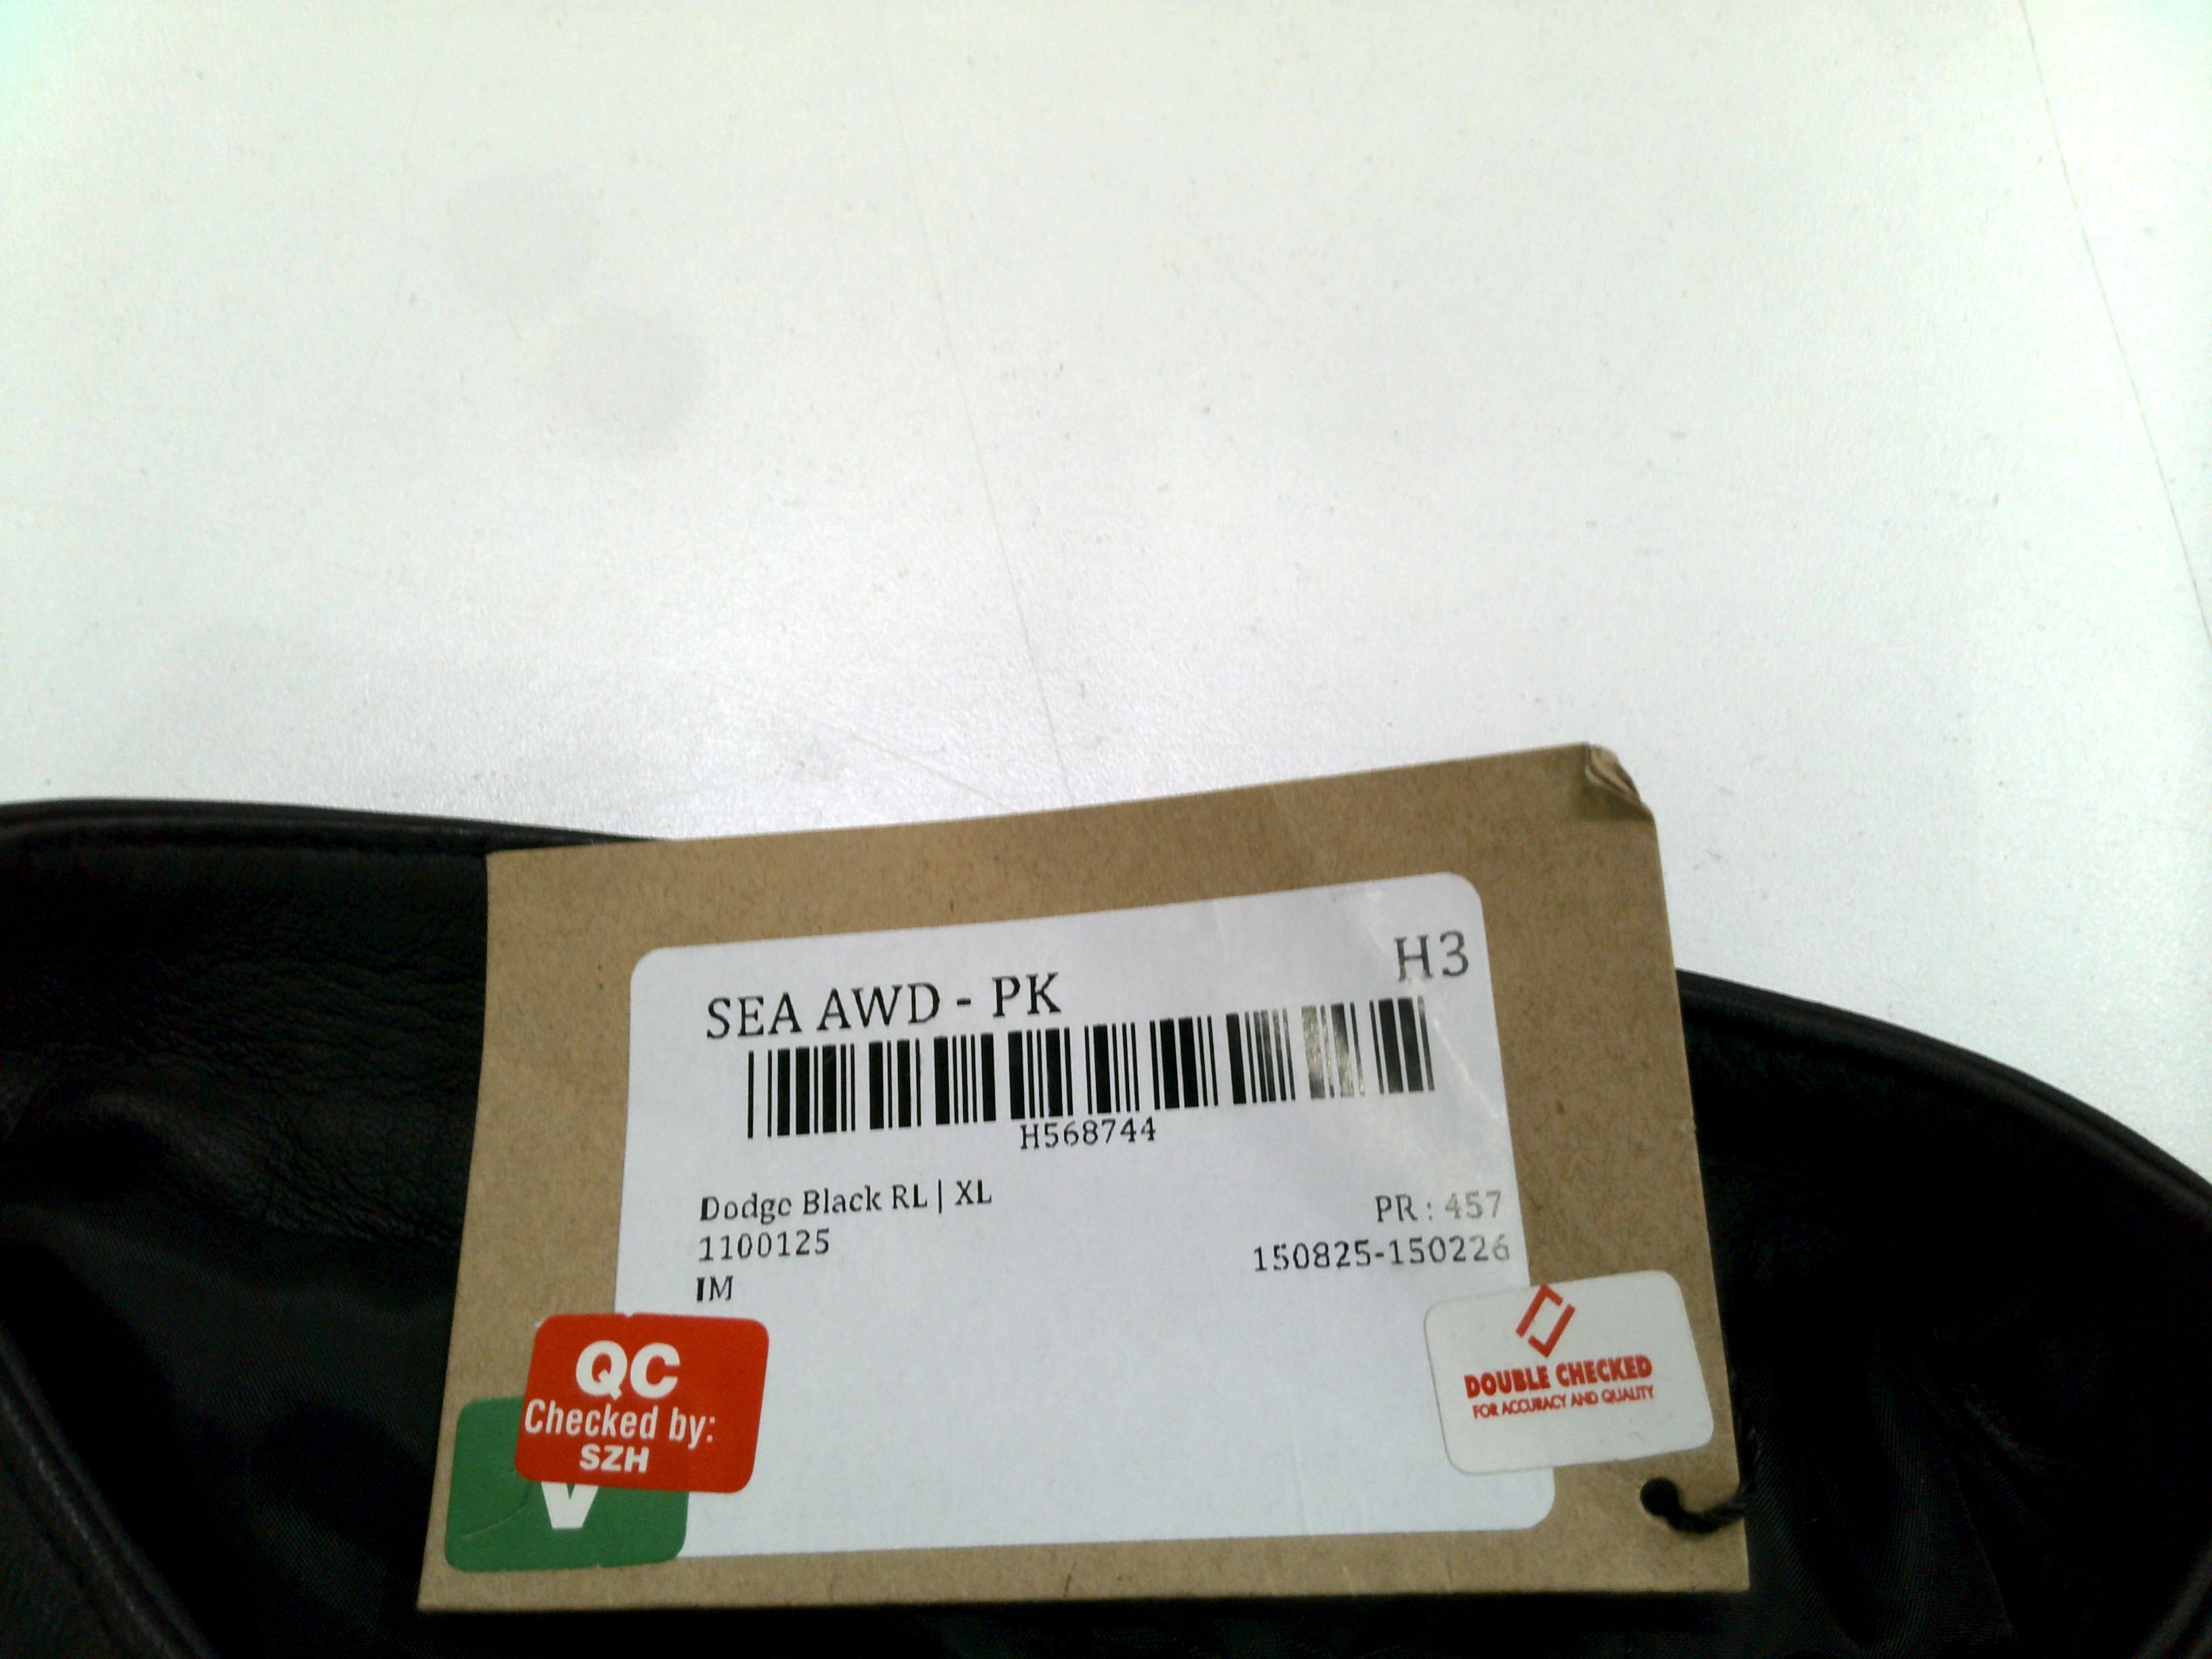 H3
SEA AWD - PK
H568744
Dodge Black RL | XL
PR : 457
1100125
150825-150226
IM
QC
Checked by:
SZH
V
DOUBLE CHECKED
FOR ACCURACY AND QUALITY